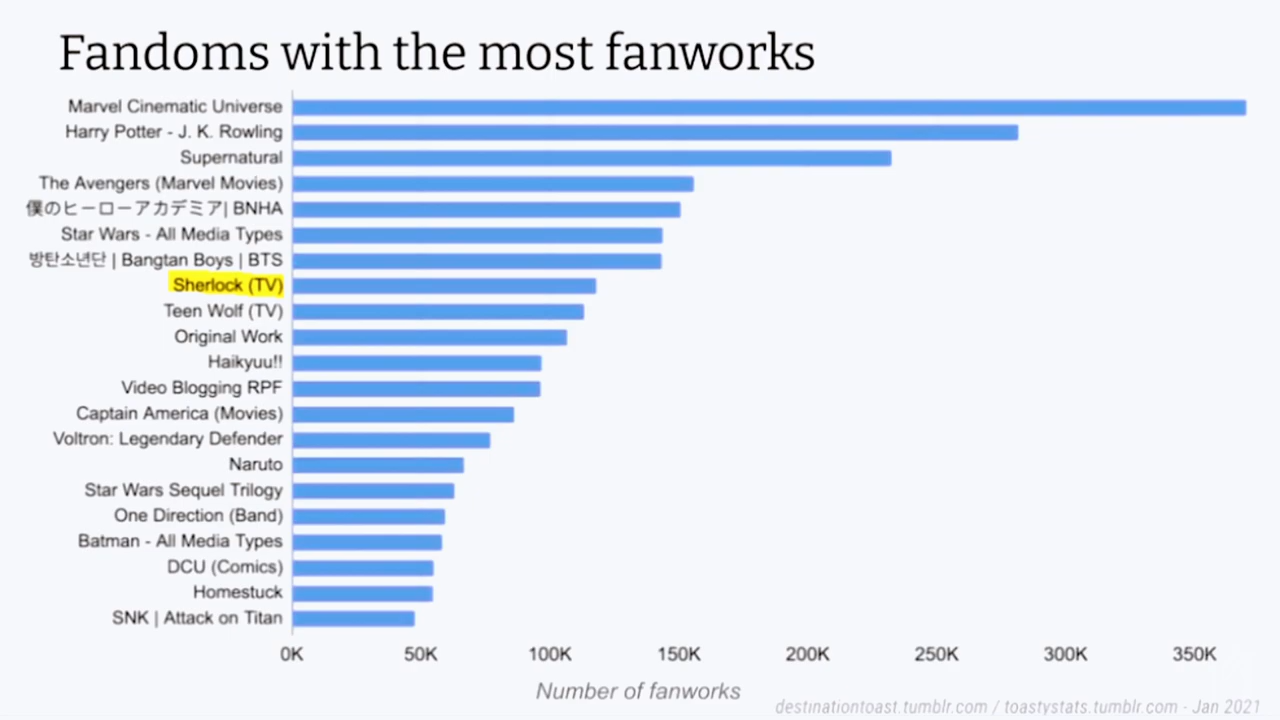 Fandoms with the most fanworks
Marvel Cinematic Universe
Harry Potter - J. K. Rowling
Supernatural
The Avengers (Marvel Movies)
僕のヒーローアカデミア| BNHA
Star Wars - All Media Types
방탄소년단 | Bangtan Boys | BTS
Sherlock (TV)
Teen Wolf (TV)
Original Work
Haikyuu!!
Video Blogging RPF
Captain America (Movies)
Voltron: Legendary Defender
Naruto
Star Wars Sequel Trilogy
One Direction (Band)
Batman - All Media Types
DCU (Comics)
Homestuck
SNK | Attack on Titan
0K 50K 100K 150K 200K 250K 300K 350K
Number of fanworks
destinationtoast.tumblr.com / toastystats.tumblr.com - Jan 2021